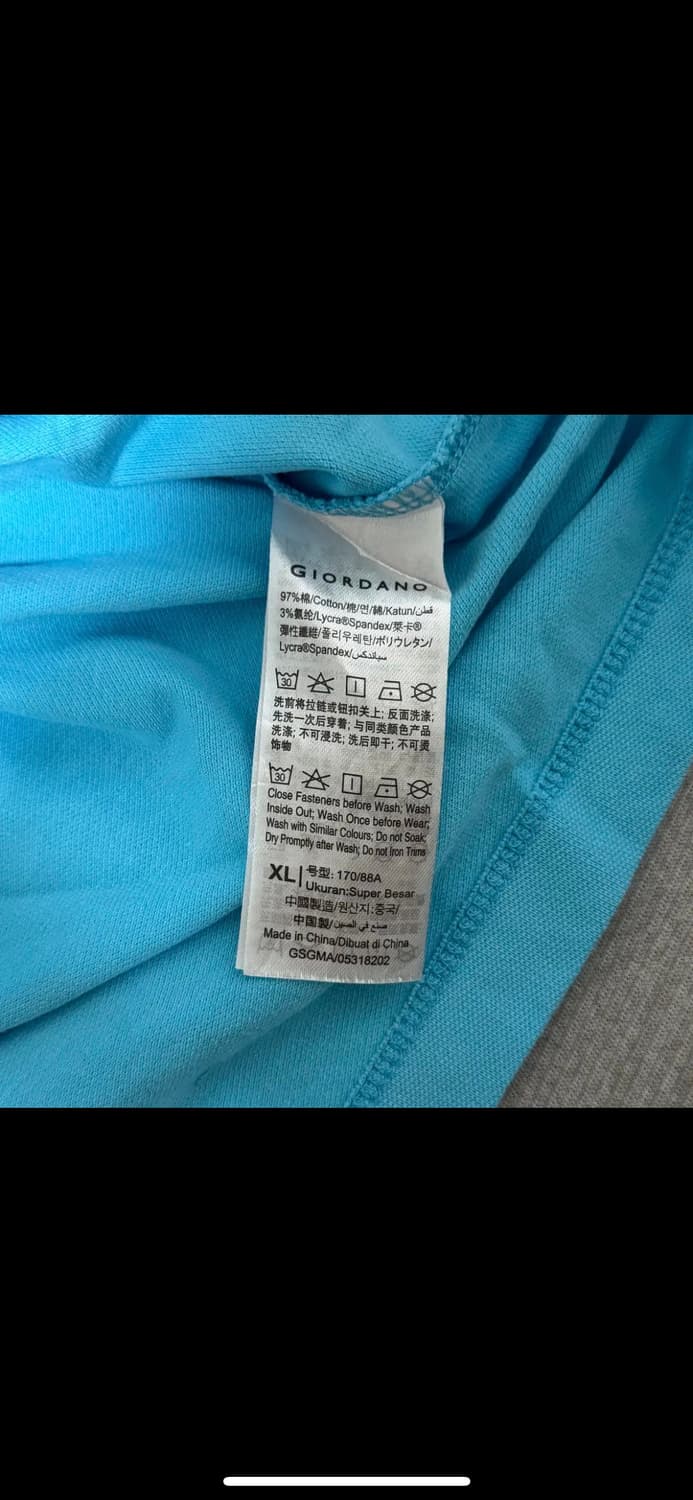 GIORDANO
97%棉/Cotton/棉/면/綿/Katun/قطن
3%氨纶/Lycra®Spandex/萊卡®
彈性纖維/폴리우레탄/ポリウレタン/
Lycra®Spandex/سباندكس
30
洗前将拉链或钮扣关上; 反面洗涤;
先洗一次后穿着; 与同类颜色产品
洗涤; 不可浸洗; 洗后即干; 不可烫
饰物
30
Close Fasteners before Wash; Wash
Inside Out; Wash Once before Wear;
Wash with Similar Colours; Do not Soak;
Dry Promptly after Wash; Do not Iron Trims
XL 号型: 170/88A
Ukuran:Super Besar
中國製造/원산지:중국/
中国製/صنع في الصين
Made in China/Dibuat di China
GSGMA/05318202